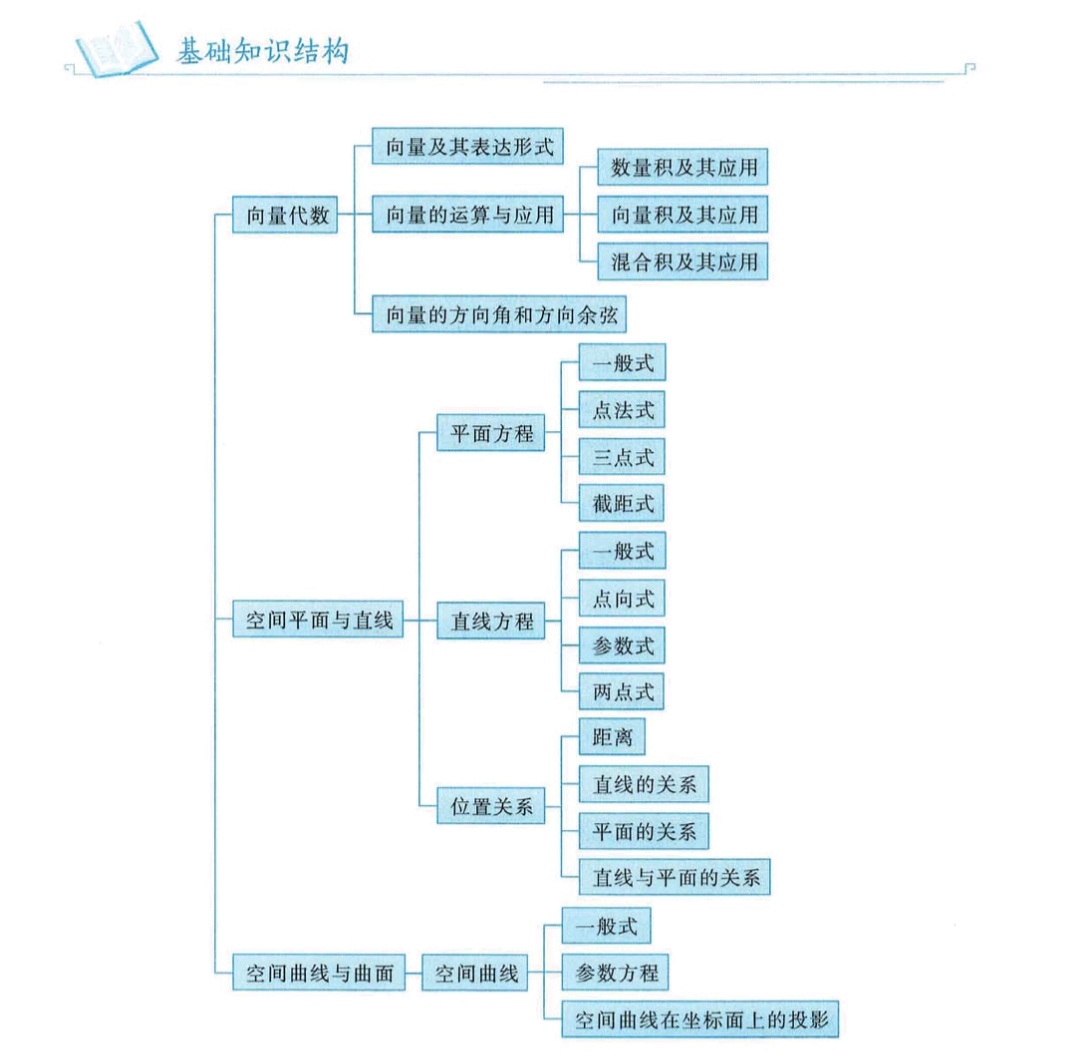 基础知识结构
向量及其表达形式
数量积及其应用
向量代数
向量的运算与应用
向量积及其应用
混合积及其应用
向量的方向角和方向余弦
一般式
点法式
平面方程
三点式
截距式
一般式
点向式
空间平面与直线
直线方程
参数式
两点式
距离
直线的关系
位置关系
平面的关系
直线与平面的关系
一般式
空间曲线与曲面
空间曲线
参数方程
空间曲线在坐标面上的投影